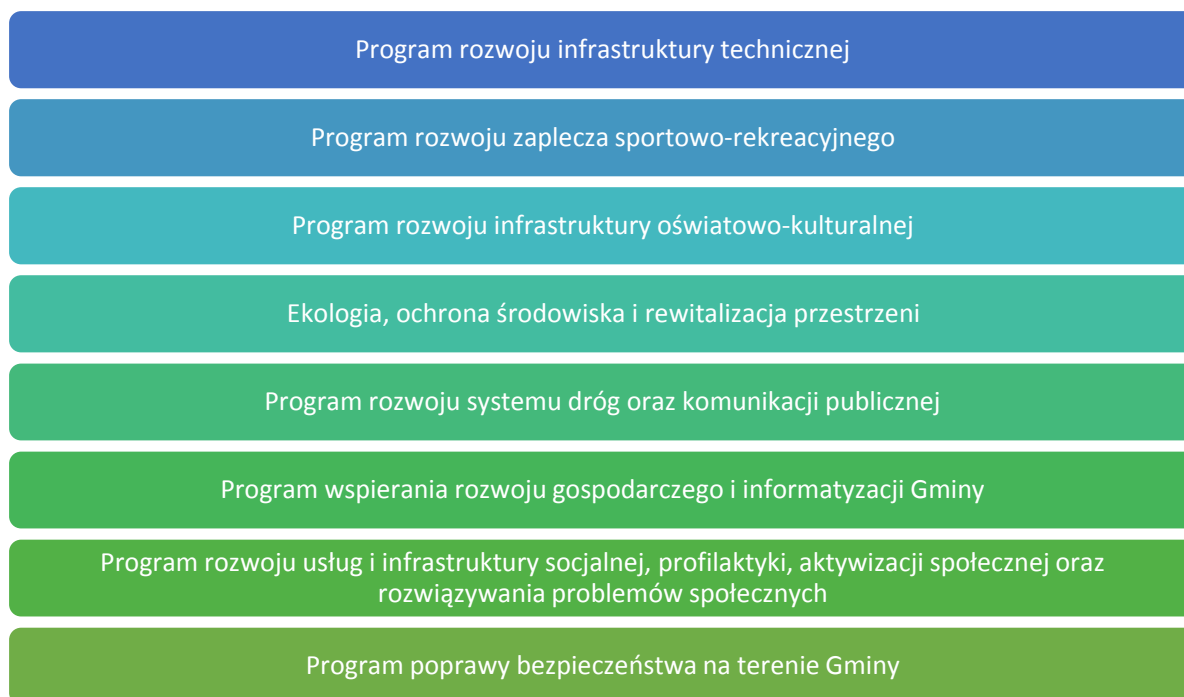 Program rozwoju infrastruktury technicznej
Program rozwoju zaplecza sportowo-rekreacyjnego
Program rozwoju infrastruktury oświatowo-kulturalnej
Ekologia, ochrona środowiska i rewitalizacja przestrzeni
Program rozwoju systemu dróg oraz komunikacji publicznej
Program wspierania rozwoju gospodarczego i informatyzacji Gminy
Program rozwoju usług i infrastruktury socjalnej, profilaktyki, aktywizacji społecznej oraz
rozwiązywania problemów społecznych
Program poprawy bezpieczeństwa na terenie Gminy